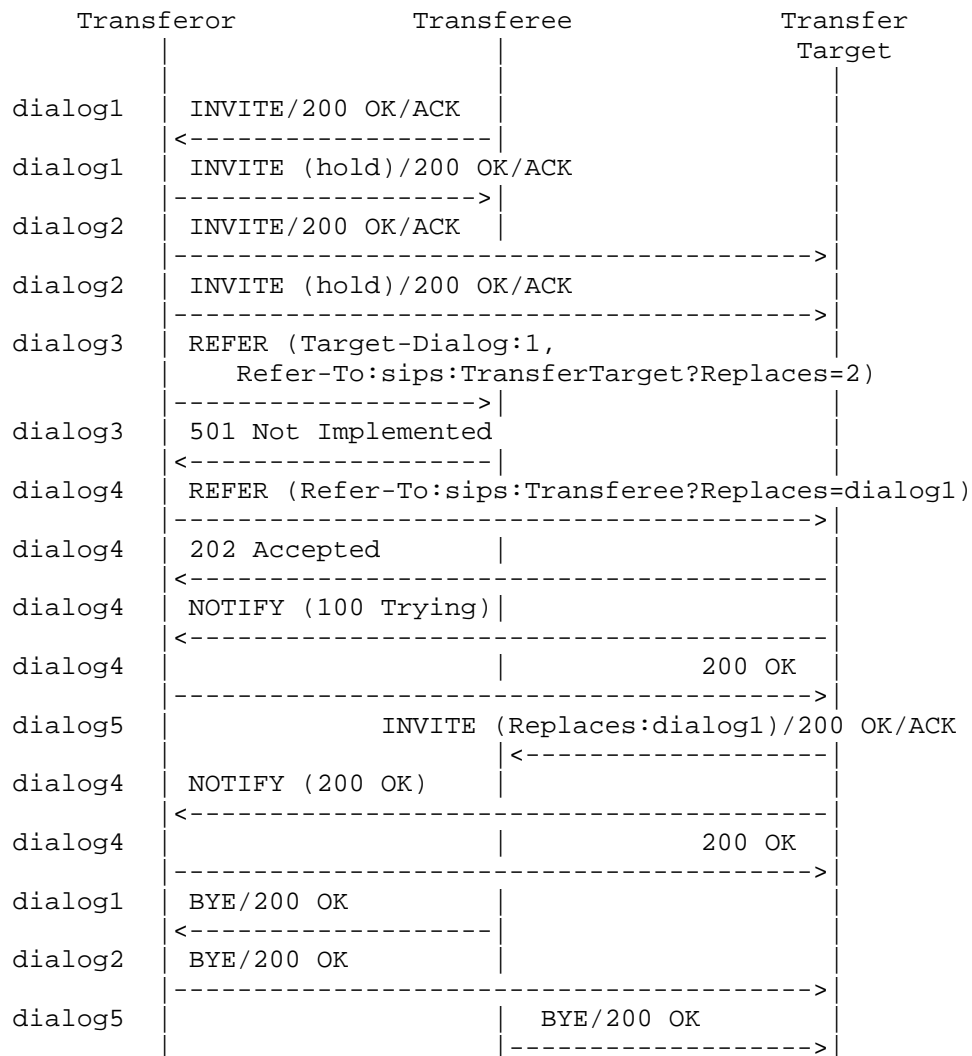 Transferor Transferee Transfer
Target
dialog1 INVITE/200 OK/ACK
dialog1 INVITE (hold)/200 OK/ACK
dialog2 INVITE/200 OK/ACK
dialog2 INVITE (hold)/200 OK/ACK
dialog3 REFER (Target-Dialog:1,
Refer-To:sips:TransferTarget?Replaces=2)
dialog3 501 Not Implemented
dialog4 REFER (Refer-To:sips:Transferee?Replaces=dialog1)
dialog4 202 Accepted
dialog4 NOTIFY (100 Trying)
dialog4 200 OK
dialog5 INVITE (Replaces:dialog1)/200 OK/ACK
dialog4 NOTIFY (200 OK)
dialog4 200 OK
dialog1 BYE/200 OK
dialog2 BYE/200 OK
dialog5 BYE/200 OK